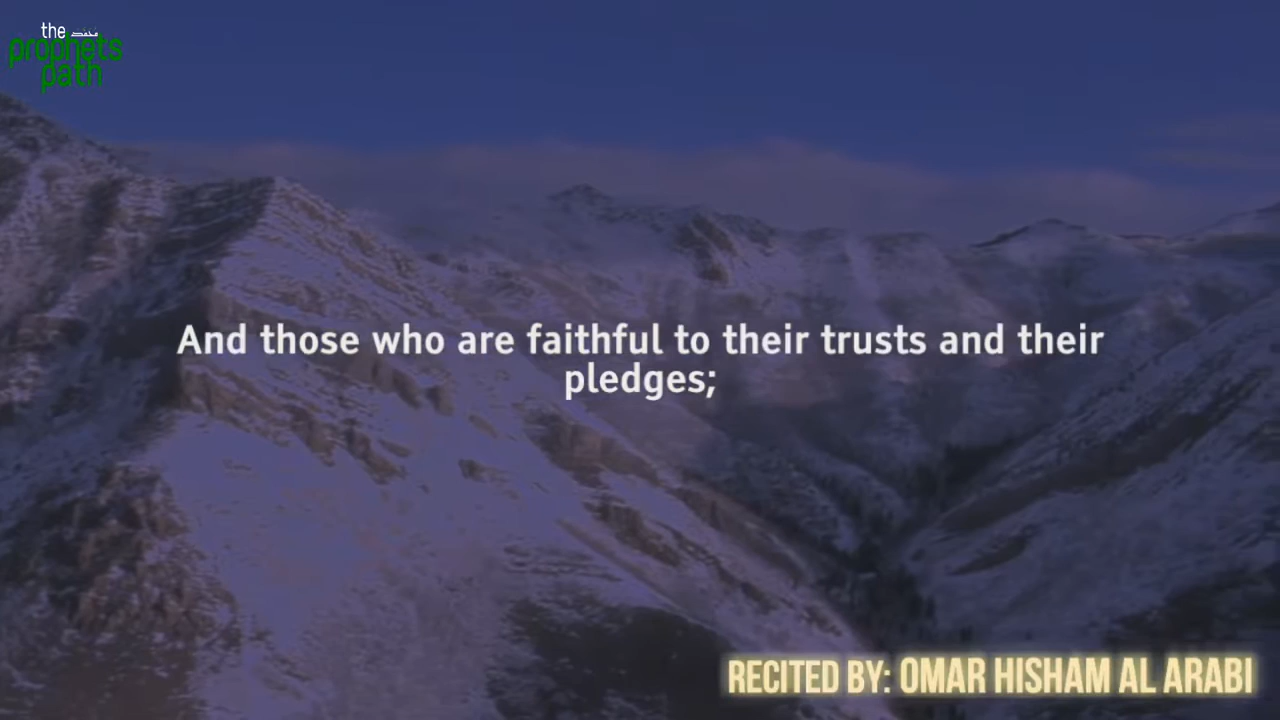 the محمد
prophets
path
And those who are faithful to their trusts and their
pledges;
RECITED BY: OMAR HISHAM AL ARABI